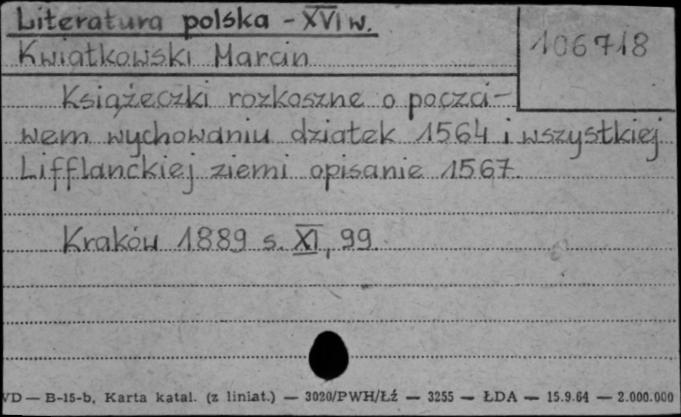 Literatura polska - XVI w.
106718
Kwiatkowski Marcin
Książeczki rozkoszne o poczci-
wem wychowaniu dziatek 1564 i wszystkiej
Lifflanckiej ziemi opisanie 1567.
Kraków 1889 s. XI, 99.
VD — B-15-b, Karta katal. (z liniat.) — 3020/PWH/Łź — 3255 — ŁDA — 15.9.64 — 2.000.000